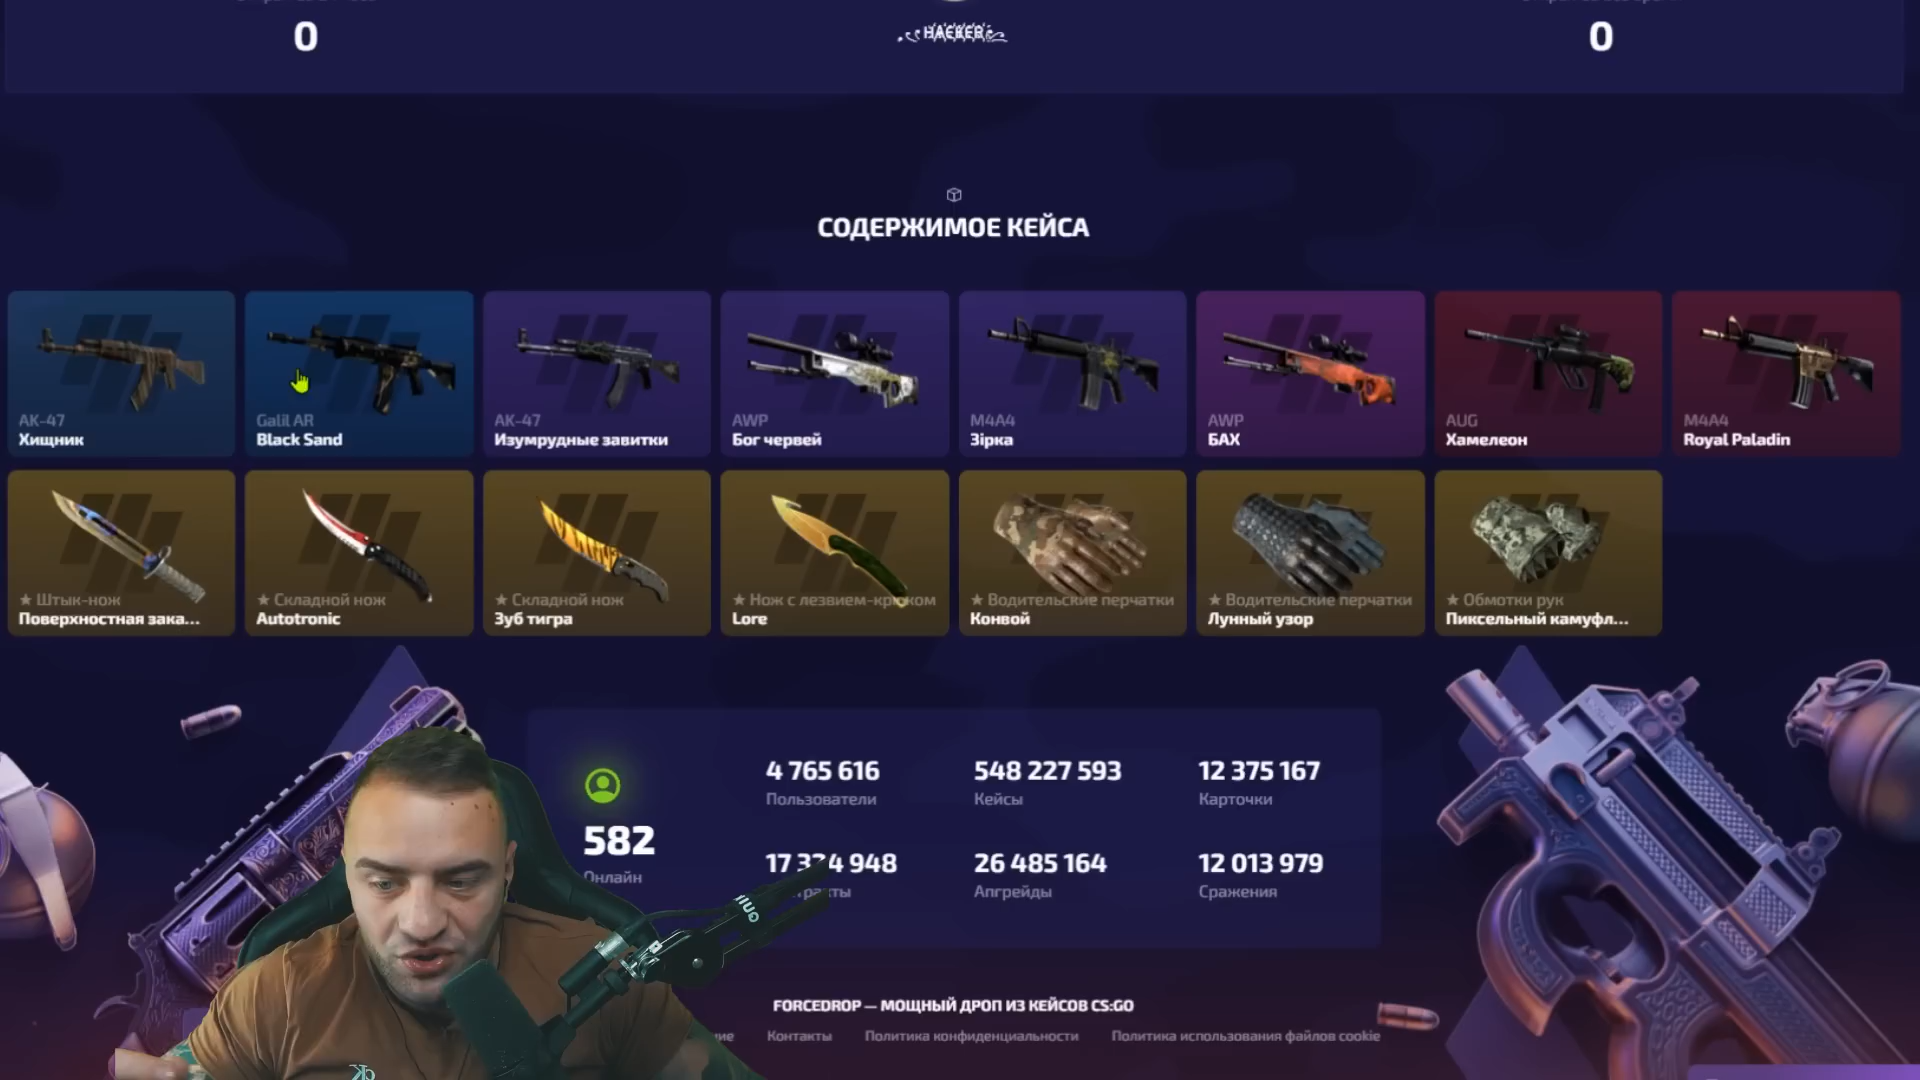 0
HACKER
0
СОДЕРЖИМОЕ КЕЙСА
AK-47
Хищник
Galil AR
Black Sand
AK-47
Изумрудные завитки
AWP
Бог червей
M4A4
Зірка
AWP
БАХ
AUG
Хамелеон
M4A4
Royal Paladin
★ Штык-нож
Поверхностная зака...
★ Складной нож
Autotronic
★ Складной нож
Зуб тигра
★ Нож с лезвием-крюком
Lore
★ Водительские перчатки
Конвой
★ Водительские перчатки
Лунный узор
★ Обмотки рук
Пиксельный камуфл...
582
Онлайн
4 765 616
Пользователи
548 227 593
Кейсы
12 375 167
Карточки
26 485 164
Апгрейды
12 013 979
Сражения
FORCEDROP — МОЩНЫЙ ДРОП ИЗ КЕЙСОВ CS:GO
Контакты
Политика конфиденциальности
Политика использования файлов cookie